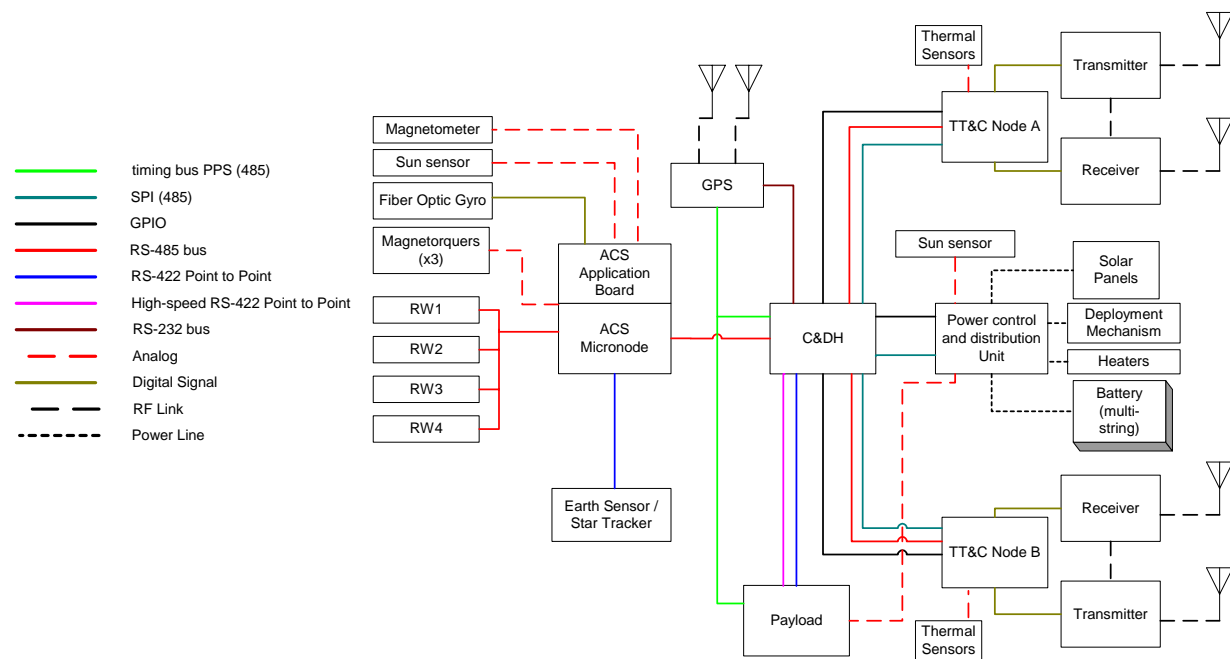 timing bus PPS (485)
SPI (485)
GPIO
RS-485 bus
RS-422 Point to Point
High-speed RS-422 Point to Point
RS-232 bus
Analog
Digital Signal
RF Link
Power Line
Magnetometer
Sun sensor
Fiber Optic Gyro
Magnetorquers
(x3)
RW1
RW2
RW3
RW4
ACS
Application
Board
ACS
Micronode
Earth Sensor /
Star Tracker
GPS
C&DH
Payload
Thermal
Sensors
TT&C Node A
Transmitter
Receiver
Sun sensor
Power control
and distribution
Unit
Solar
Panels
Deployment
Mechanism
Heaters
Battery
(multi-
string)
TT&C Node B
Receiver
Transmitter
Thermal
Sensors